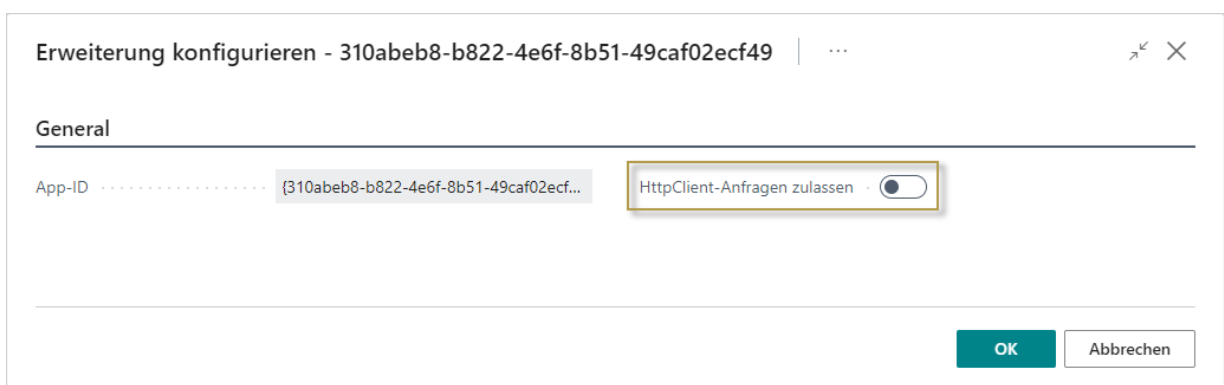 Erweiterung konfigurieren - 310abeb8-b822-4e6f-8b51-49caf02ecf49
General
App-ID {310abeb8-b822-4e6f-8b51-49caf02ecf... HttpClient-Anfragen zulassen
OK Abbrechen